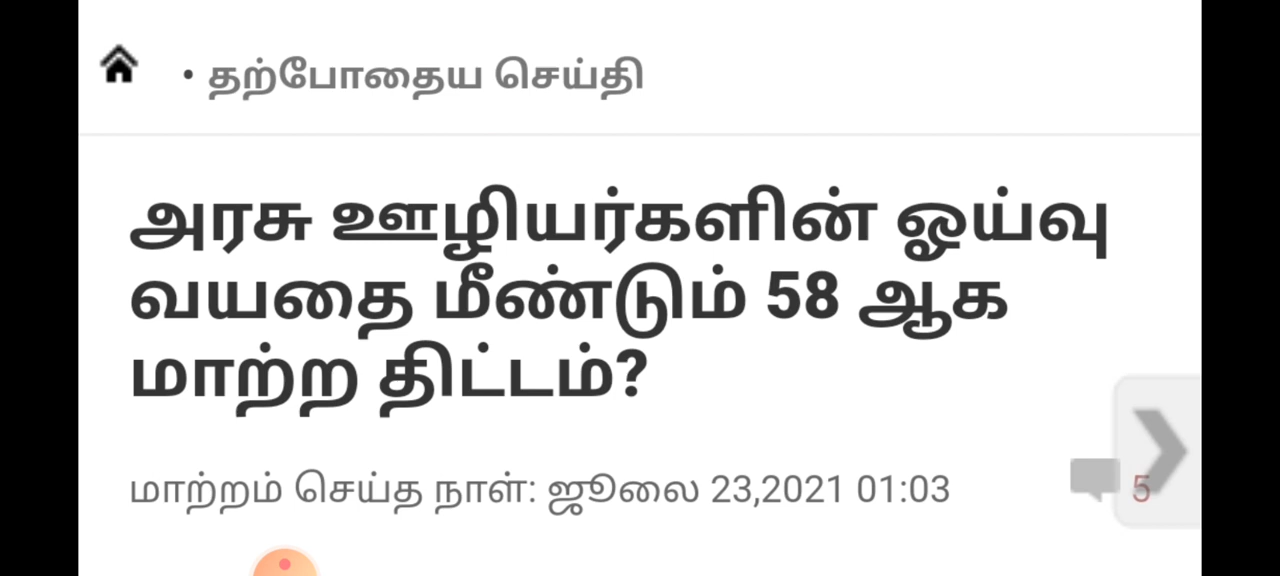 • தற்போதைய செய்தி
அரசு ஊழியர்களின் ஓய்வு
வயதை மீண்டும் 58 ஆக
மாற்ற திட்டம்?
மாற்றம் செய்த நாள்: ஜூலை 23,2021 01:03
5